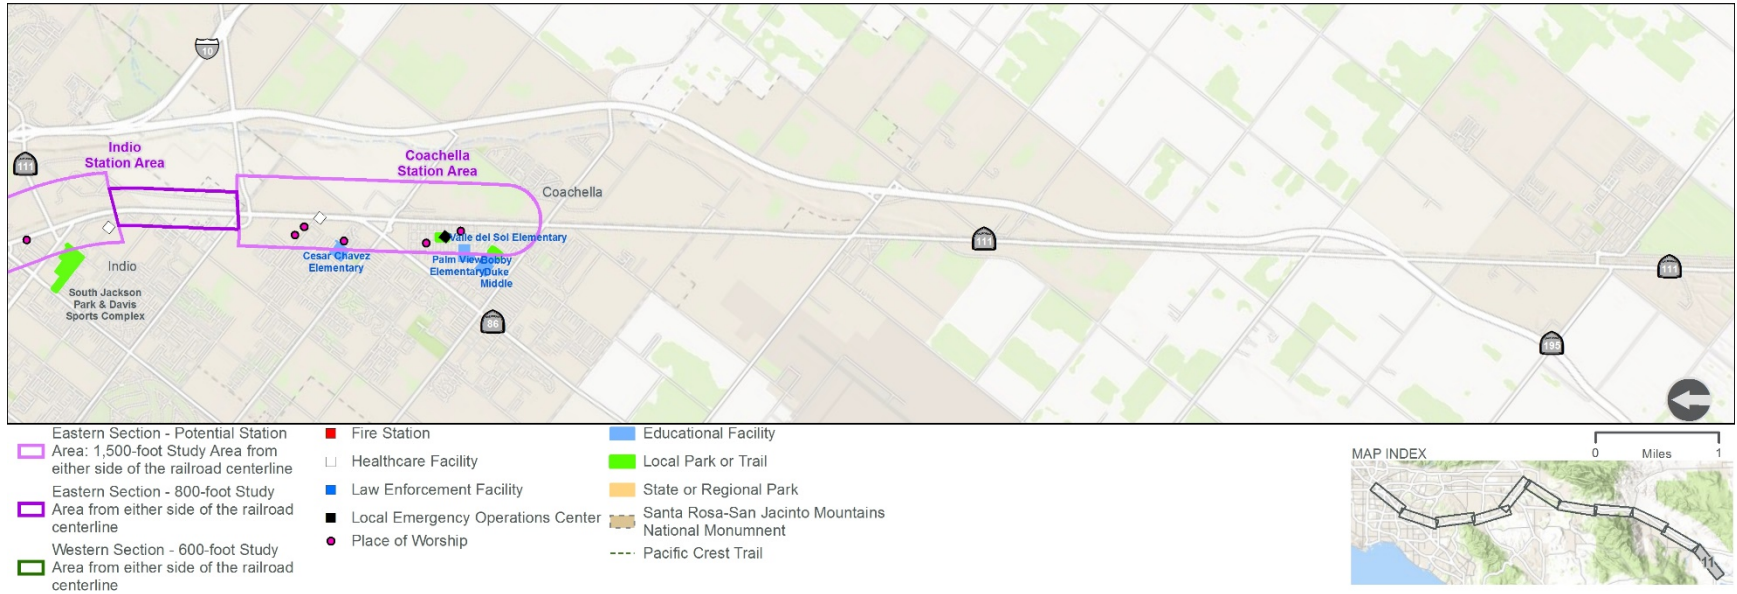 10
111
Indio
Station Area
Coachella
Station Area
Coachella
Valle del Sol Elementary
Cesar Chavez
Elementary
Palm View
Elementary
Bobby
Duke
Middle
Indio
South Jackson
Park & Davis
Sports Complex
86
111
111
195
Eastern Section - Potential Station
Area: 1,500-foot Study Area from
either side of the railroad centerline
Eastern Section - 800-foot Study
Area from either side of the railroad
centerline
Western Section - 600-foot Study
Area from either side of the railroad
centerline
Fire Station
Healthcare Facility
Law Enforcement Facility
Local Emergency Operations Center
Place of Worship
Educational Facility
Local Park or Trail
State or Regional Park
Santa Rosa-San Jacinto Mountains
National Monumnent
Pacific Crest Trail
0 Miles 1
MAP INDEX
11